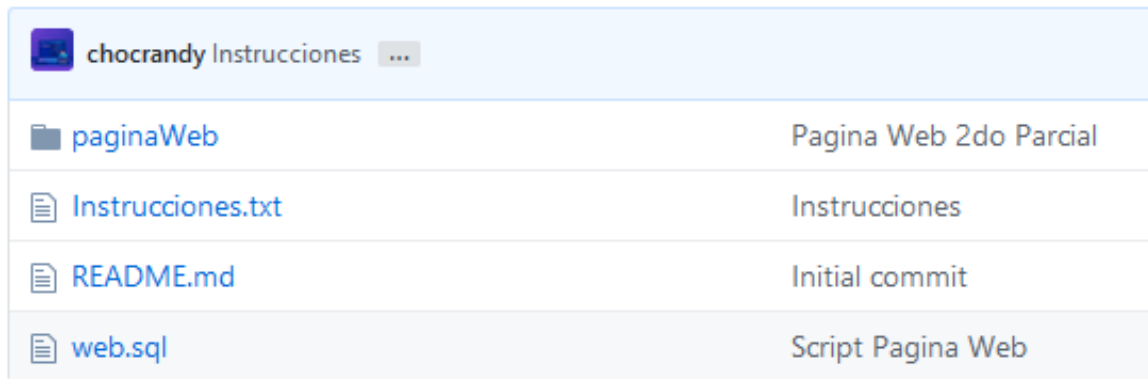 chocrandy Instrucciones ...
paginaWeb Pagina Web 2do Parcial
Instrucciones.txt Instrucciones
README.md Initial commit
web.sql Script Pagina Web